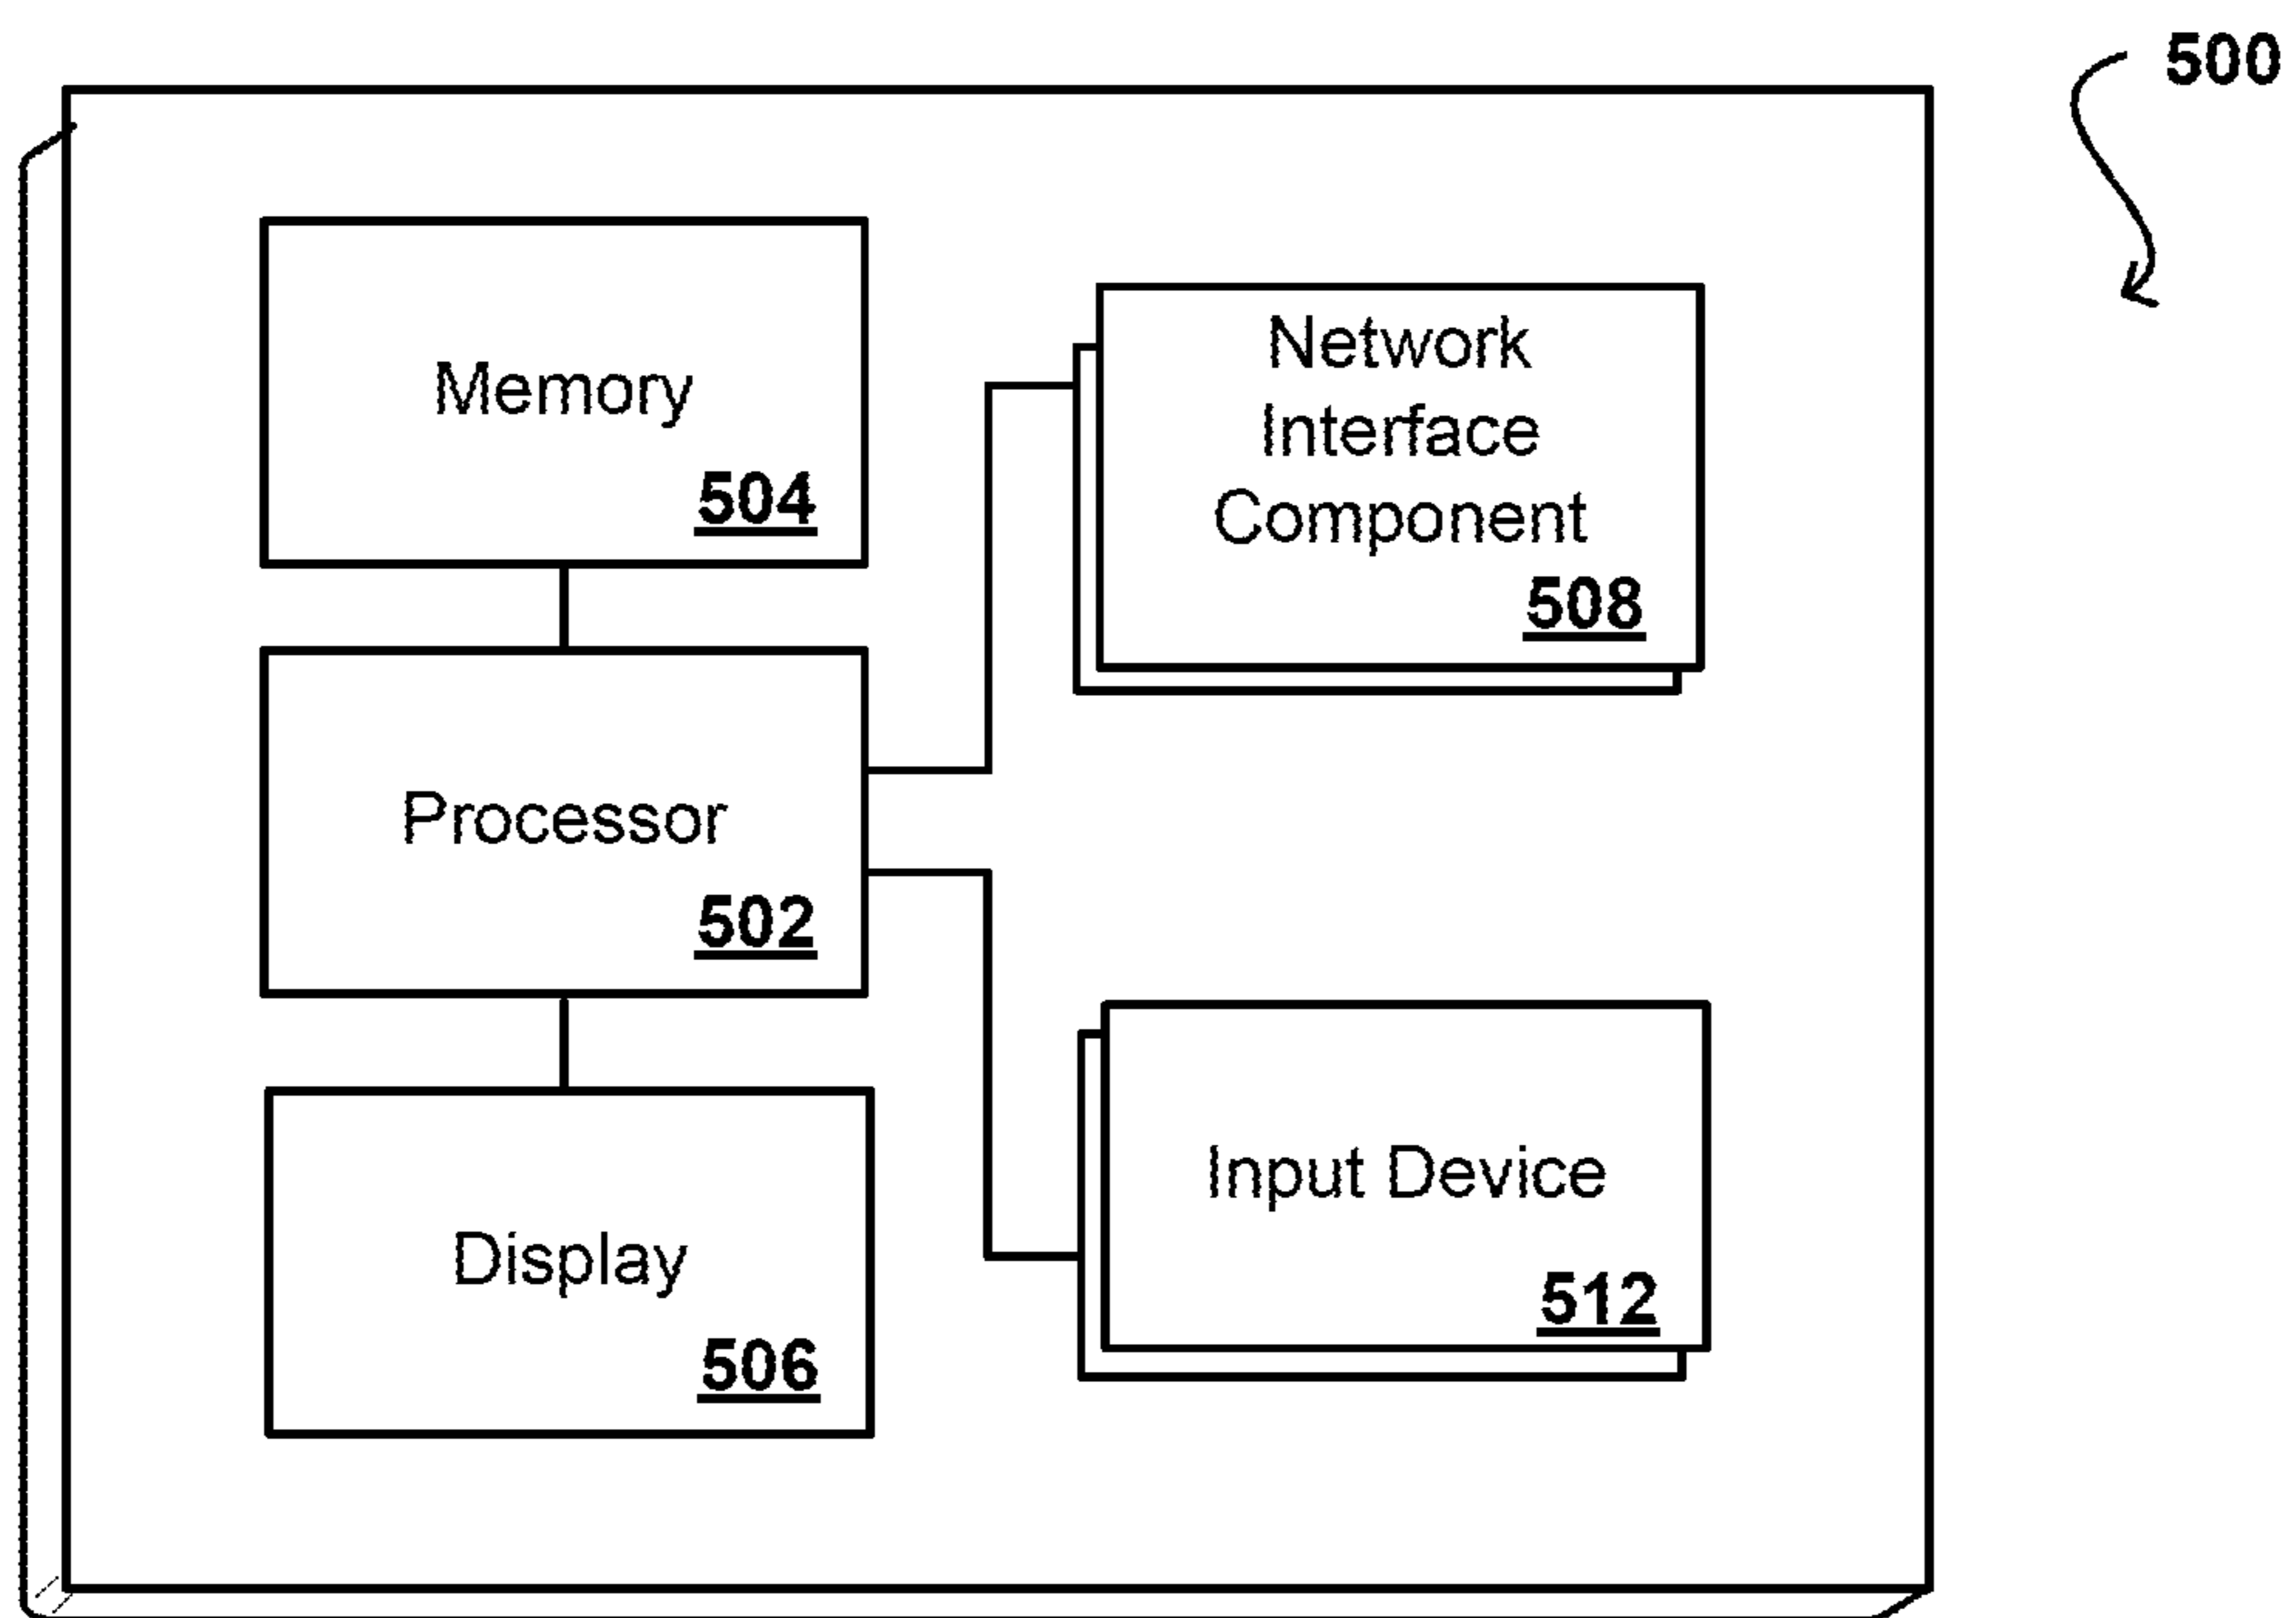 500
Memory
504
Network
Interface
Component
508
Processor
502
Input Device
512
Display
506